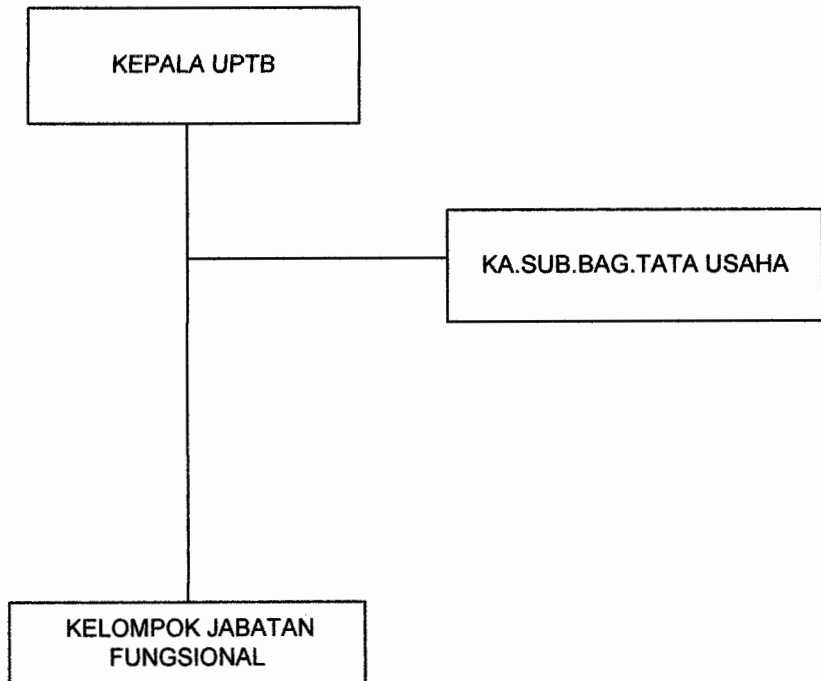 KEPALA UPTB
KA.SUB.BAG.TATA USAHA
KELOMPOK JABATAN
FUNGSIONAL